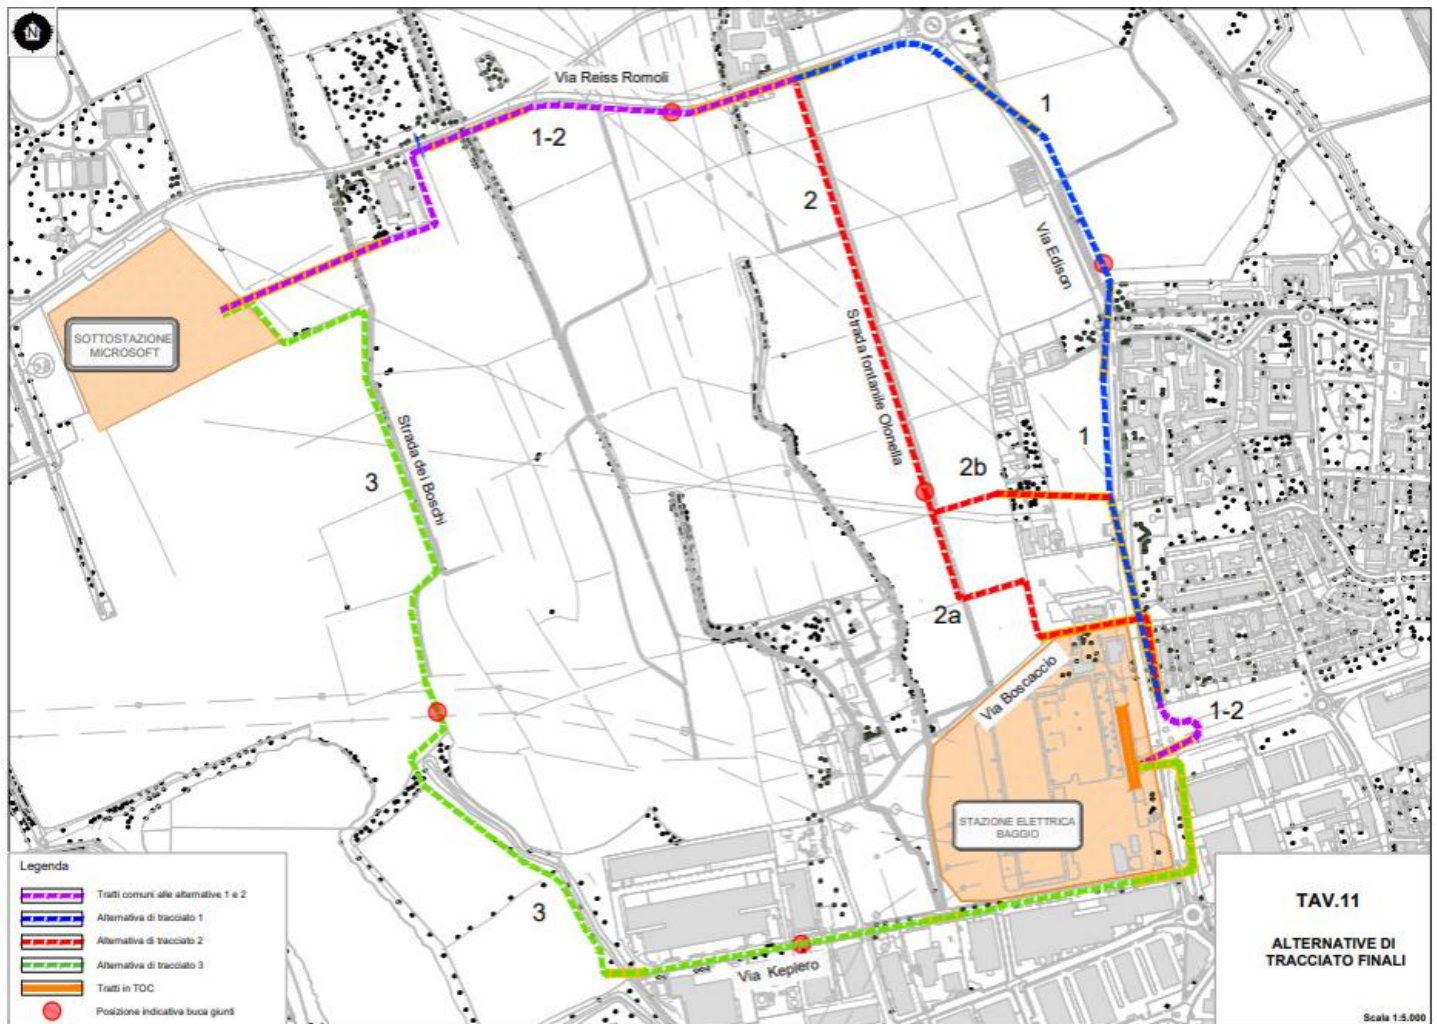 N
Via Reiss Romoli
1
1-2
2
Via Edison
SOTTOSTAZIONE
MICROSOFT
Strada fontanile Olonella
Strada dei Boschi
1
2b
3
2a
Via Boscaccio
1-2
STAZIONE ELETTRICA
BAGGIO
3
Via Keplero
Legenda
Tratti comuni alle alternative 1 e 2
Alternativa di tracciato 1
Alternativa di tracciato 2
Alternativa di tracciato 3
Tratti in TOC
Posizione indicativa buca giunti
TAV.11
ALTERNATIVE DI
TRACCIATO FINALI
Scala 1:5.000